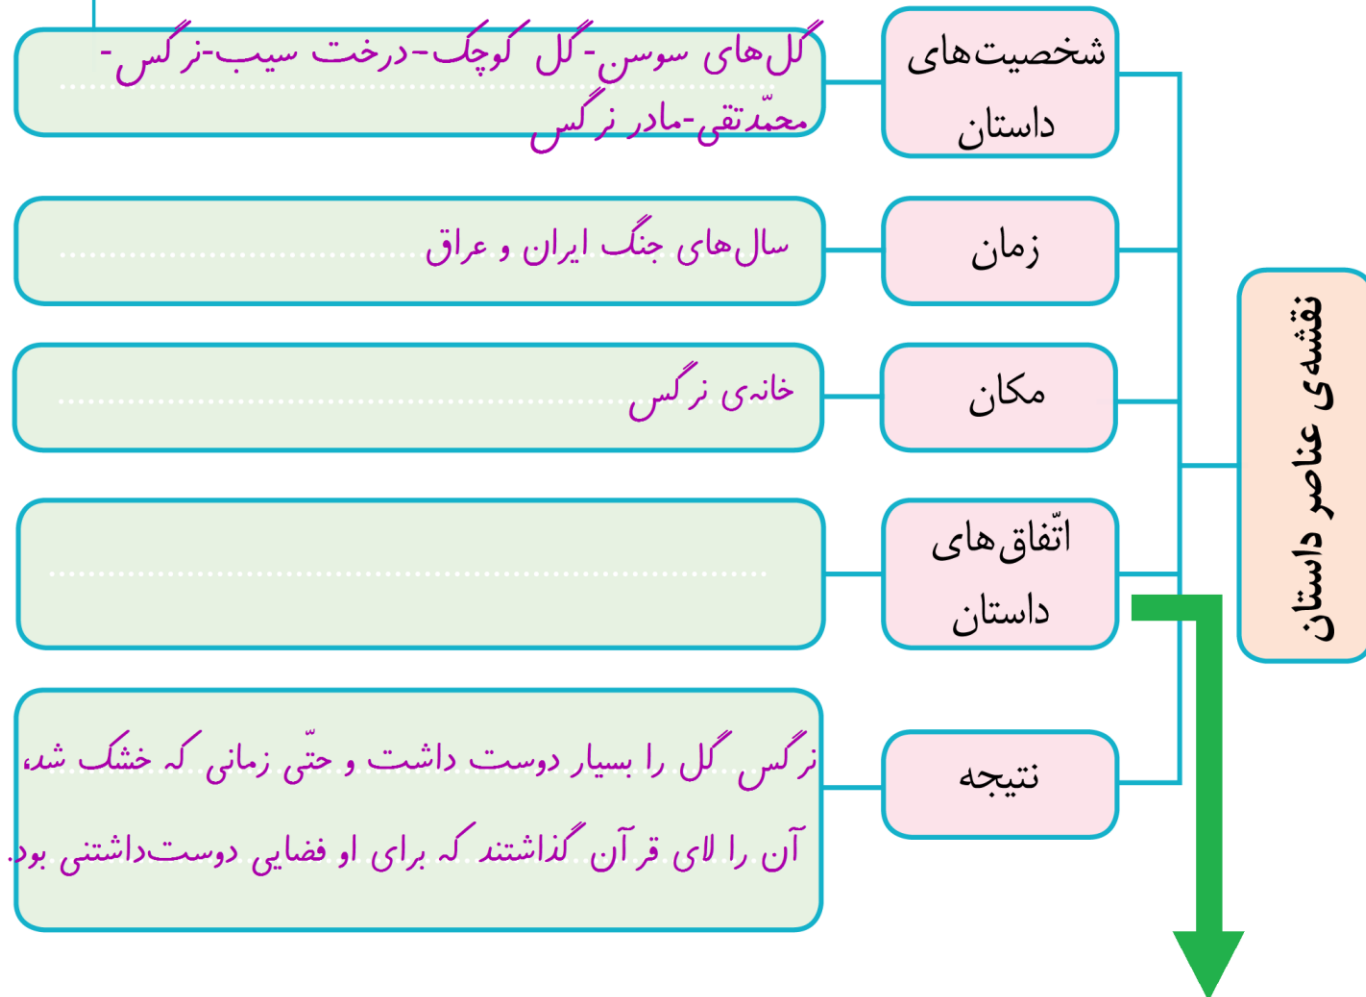 نقشه‌ی عناصر داستان
شخصیت‌های
داستان
گل‌های سوسن-گل کوچک-درخت سیب-نرگس-
محمّدتقی-مادر نرگس
زمان
سال‌های جنگ ایران و عراق
مکان
خانه‌ی نرگس
اتّفاق‌های
داستان
نتیجه
نرگس گل را بسیار دوست داشت و حتّی زمانی که خشک شد،
آن را لای قرآن گذاشتند که برای او فضایی دوست‌داشتنی بود.